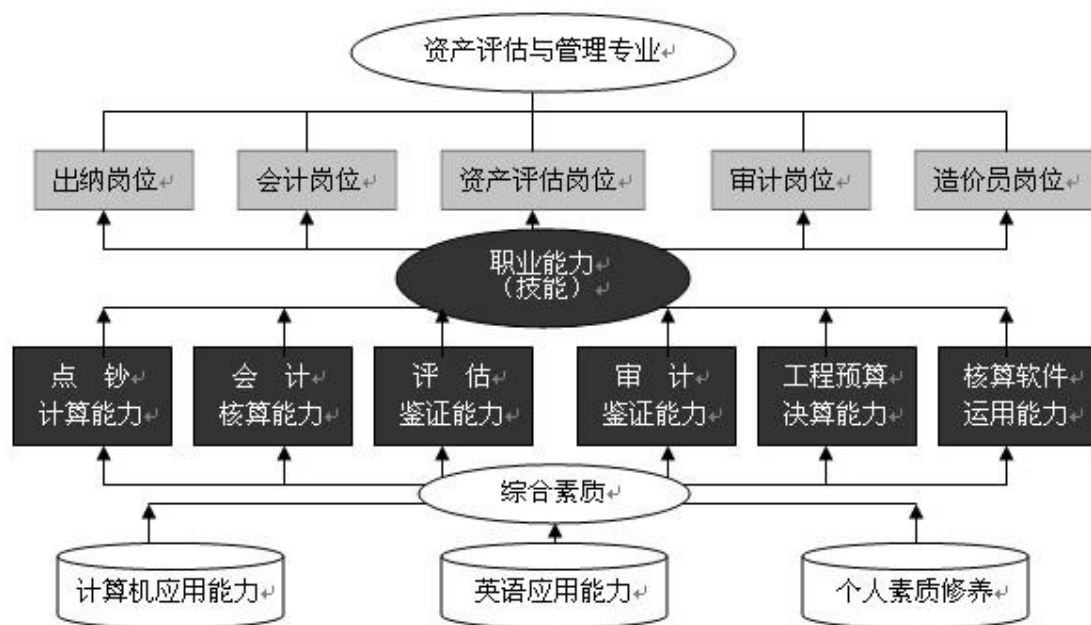 资产评估与管理专业
出纳岗位
会计岗位
资产评估岗位
审计岗位
造价员岗位
职业能力
（技能）
点 钞
计算能力
会 计
核算能力
评 估
鉴证能力
审 计
鉴证能力
工程预算
决算能力
核算软件
运用能力
综合素质
计算机应用能力
英语应用能力
个人素质修养